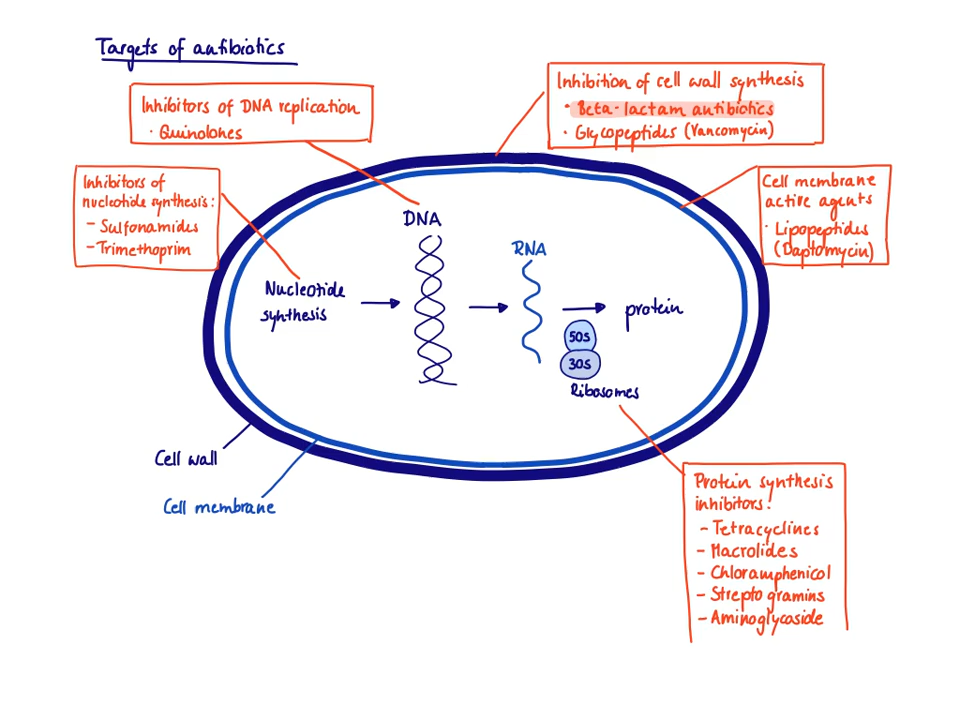 Targets of antibiotics
Inhibitors of DNA replication
· Quinolones
Inhibition of cell wall synthesis
· Beta-lactam antibiotics
· Glycopeptides (Vancomycin)
Inhibitors of
nucleotide synthesis:
- Sulfonamides
- Trimethoprim
Cell membrane
active agents
· Lipopeptides
(Daptomycin)
DNA
RNA
Nucleotide
synthesis
protein
50S
30S
Ribosomes
Cell wall
Cell membrane
Protein synthesis
inhibitors:
- Tetracyclines
- Macrolides
- Chloramphenicol
- Streptogramins
- Aminoglycoside